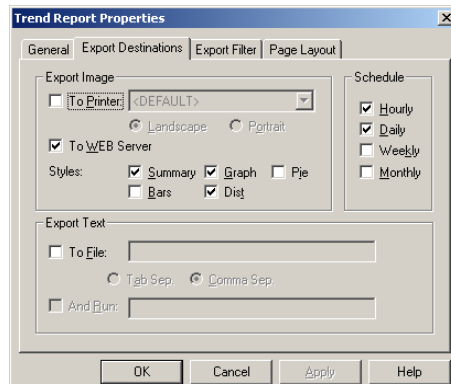 Trend Report Properties
General Export Destinations Export Filter Page Layout
Export Image
To Printer: <DEFAULT>
Landscape Portrait
To WEB Server
Styles: Summary Graph Pie
Bars Dist
Schedule
Hourly
Daily
Weekly
Monthly
Export Text
To File:
Tab Sep. Comma Sep.
And Run:
OK Cancel Apply Help